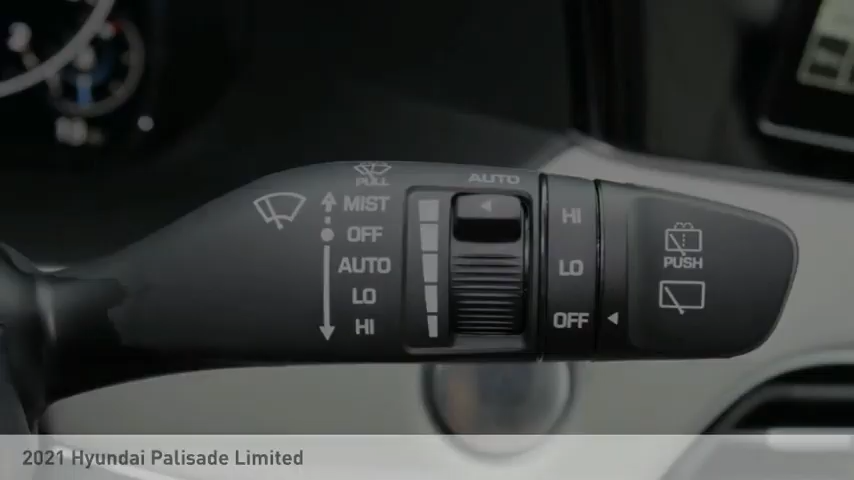 PULL
AUTO
MIST
OFF
AUTO
LO
HI
HI
LO
OFF
PUSH
2021 Hyundai Palisade Limited